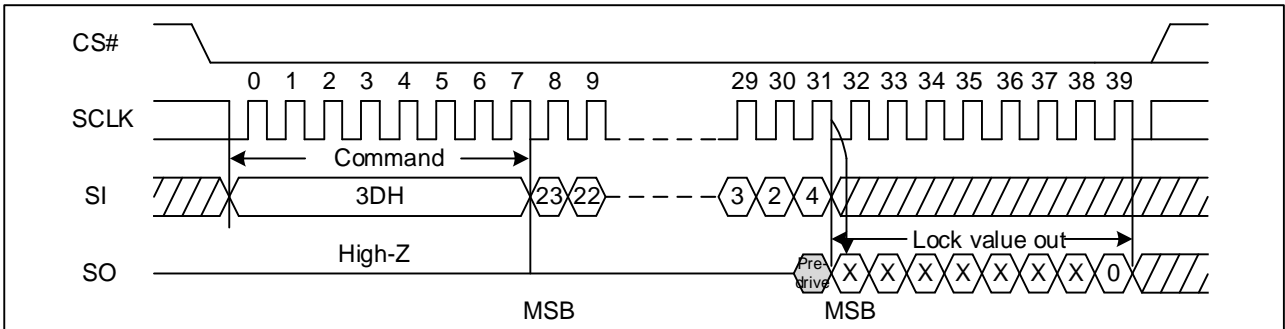 CS#
0 1 2 3 4 5 6 7 8 9 29 30 31 32 33 34 35 36 37 38 39
SCLK
Command
SI 3DH 23 22 3 2 4
Lock value out
High-Z
SO Pre-
drive X X X X X X X 0
MSB MSB